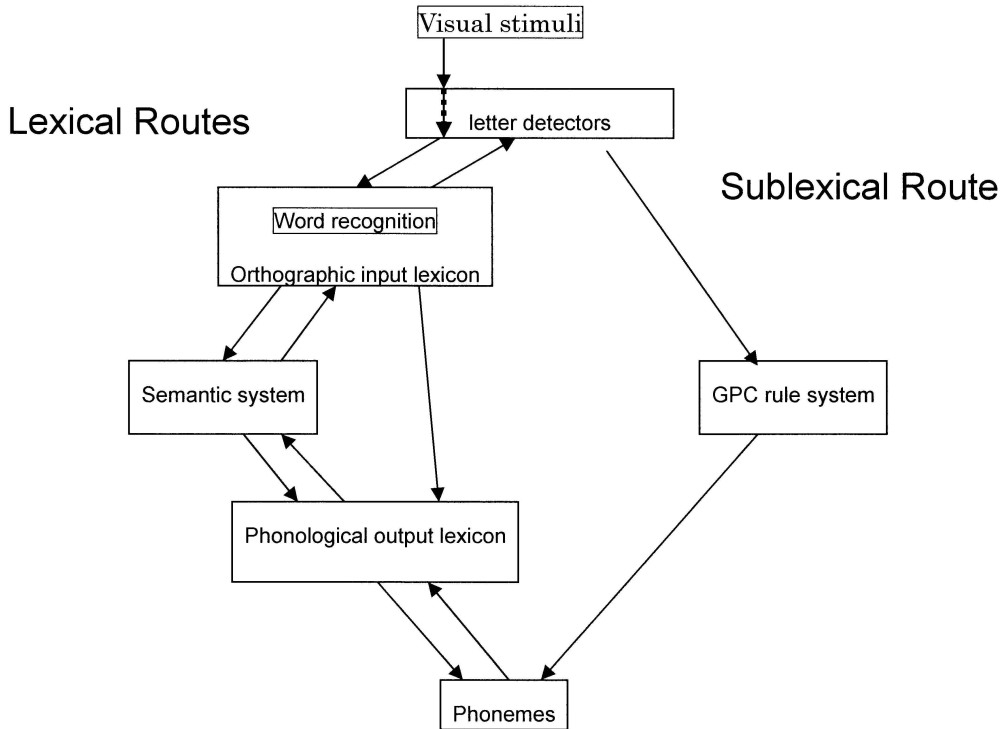 Visual stimuli
letter detectors
Lexical Routes
Sublexical Route
Word recognition
Orthographic input lexicon
Semantic system
GPC rule system
Phonological output lexicon
Phonemes